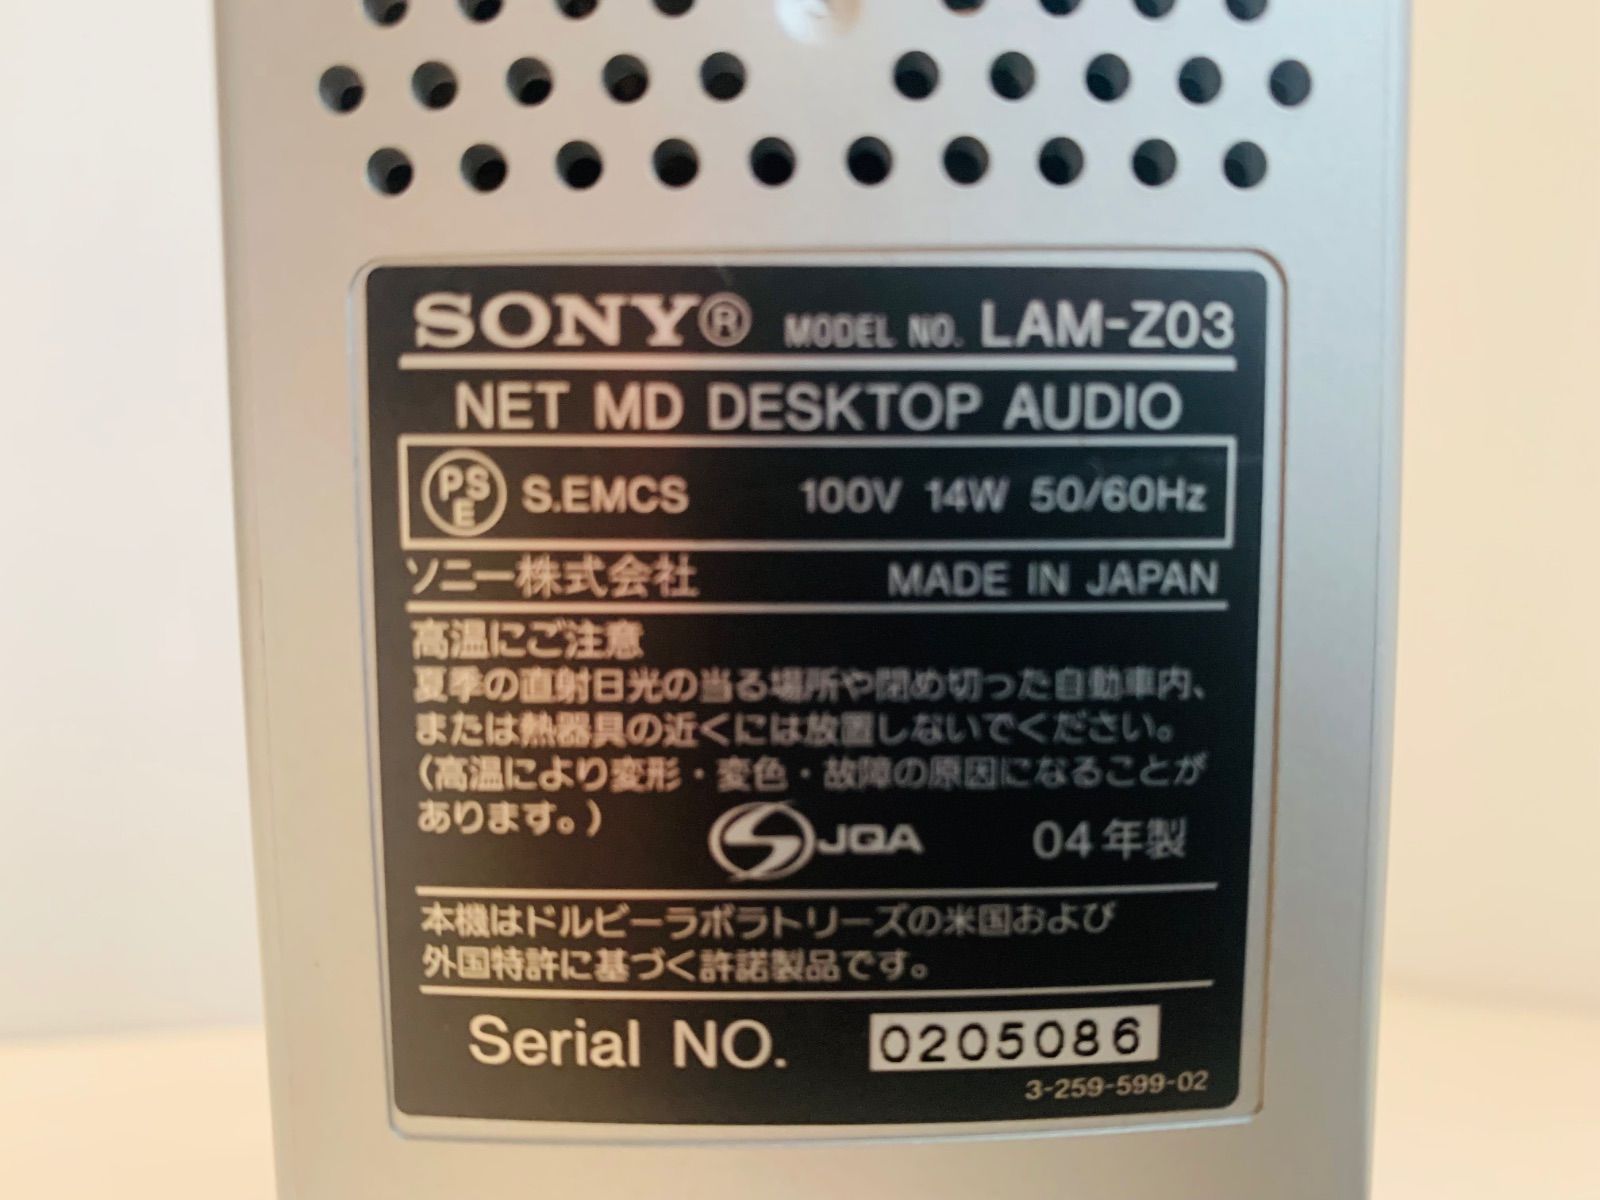 SONY® MODEL NO. LAM-Z03
NET MD DESKTOP AUDIO
PSE S.EMCS 100V 14W 50/60Hz
ソニー株式会社 MADE IN JAPAN
高温にご注意
夏季の直射日光の当る場所や閉め切った自動車内、
または熱器具の近くには放置しないでください。
(高温により変形・変色・故障の原因になることが
あります。)
JQA 04年製
本機はドルビーラボラトリーズの米国および
外国特許に基づく許諾製品です。
Serial NO. 0205086
3-259-599-02